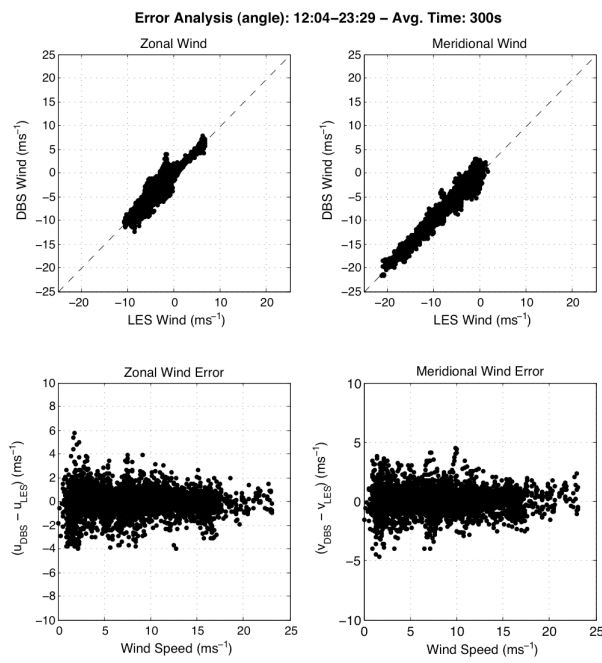 Error Analysis (angle): 12:04−23:29 − Avg. Time: 300s
Zonal Wind
25
20
15
10
5
0
−5
−10
−15
−20
−25
−20 −10 0 10 20
DBS Wind (ms⁻¹)
LES Wind (ms⁻¹)
Meridional Wind
25
20
15
10
5
0
−5
−10
−15
−20
−25
−20 −10 0 10 20
DBS Wind (ms⁻¹)
LES Wind (ms⁻¹)
Zonal Wind Error
10
8
6
4
2
0
−2
−4
−6
−8
−10
0 5 10 15 20 25
(u_DBS − u_LES) (ms⁻¹)
Wind Speed (ms⁻¹)
Meridional Wind Error
10
5
0
−5
−10
0 5 10 15 20 25
(v_DBS − v_LES) (ms⁻¹)
Wind Speed (ms⁻¹)